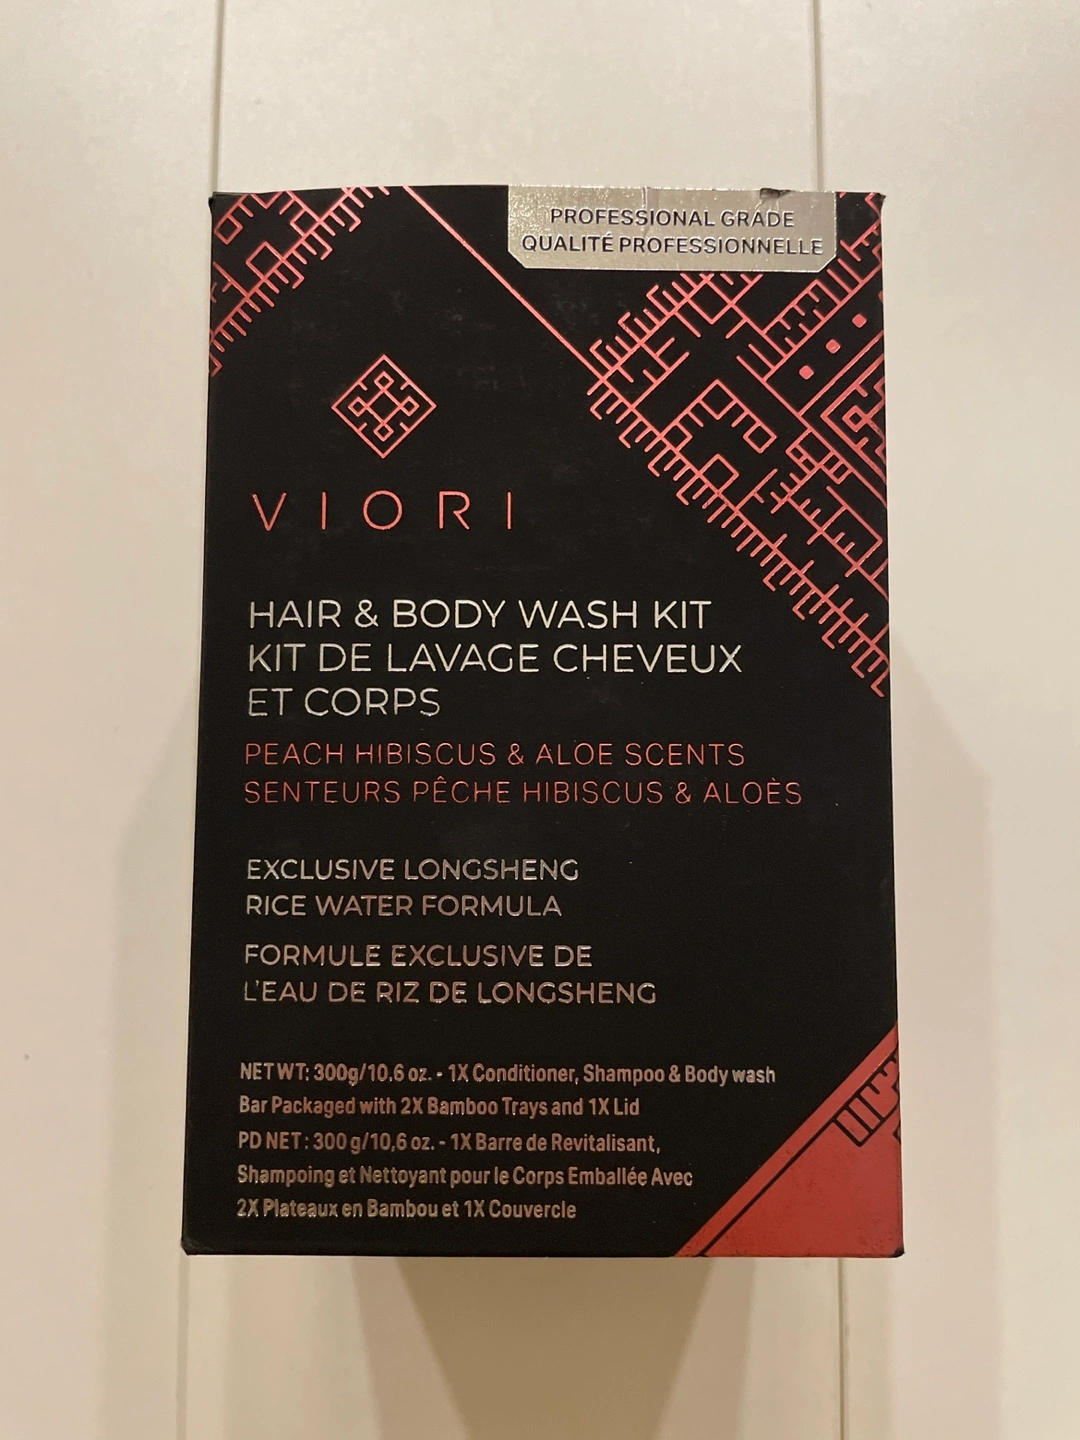 PROFESSIONAL GRADE
QUALITÉ PROFESSIONNELLE
VIORI
HAIR & BODY WASH KIT
KIT DE LAVAGE CHEVEUX
ET CORPS
PEACH HIBISCUS & ALOE SCENTS
SENTEURS PÊCHE HIBISCUS & ALOÈS
EXCLUSIVE LONGSHENG
RICE WATER FORMULA
FORMULE EXCLUSIVE DE
L'EAU DE RIZ DE LONGSHENG
NET WT: 300g/10.6 oz. - 1X Conditioner, Shampoo & Body wash
Bar Packaged with 2X Bamboo Trays and 1X Lid
PD NET : 300 g/10,6 oz. - 1X Barre de Revitalisant,
Shampoing et Nettoyant pour le Corps Emballée Avec
2X Plateaux en Bambou et 1X Couvercle